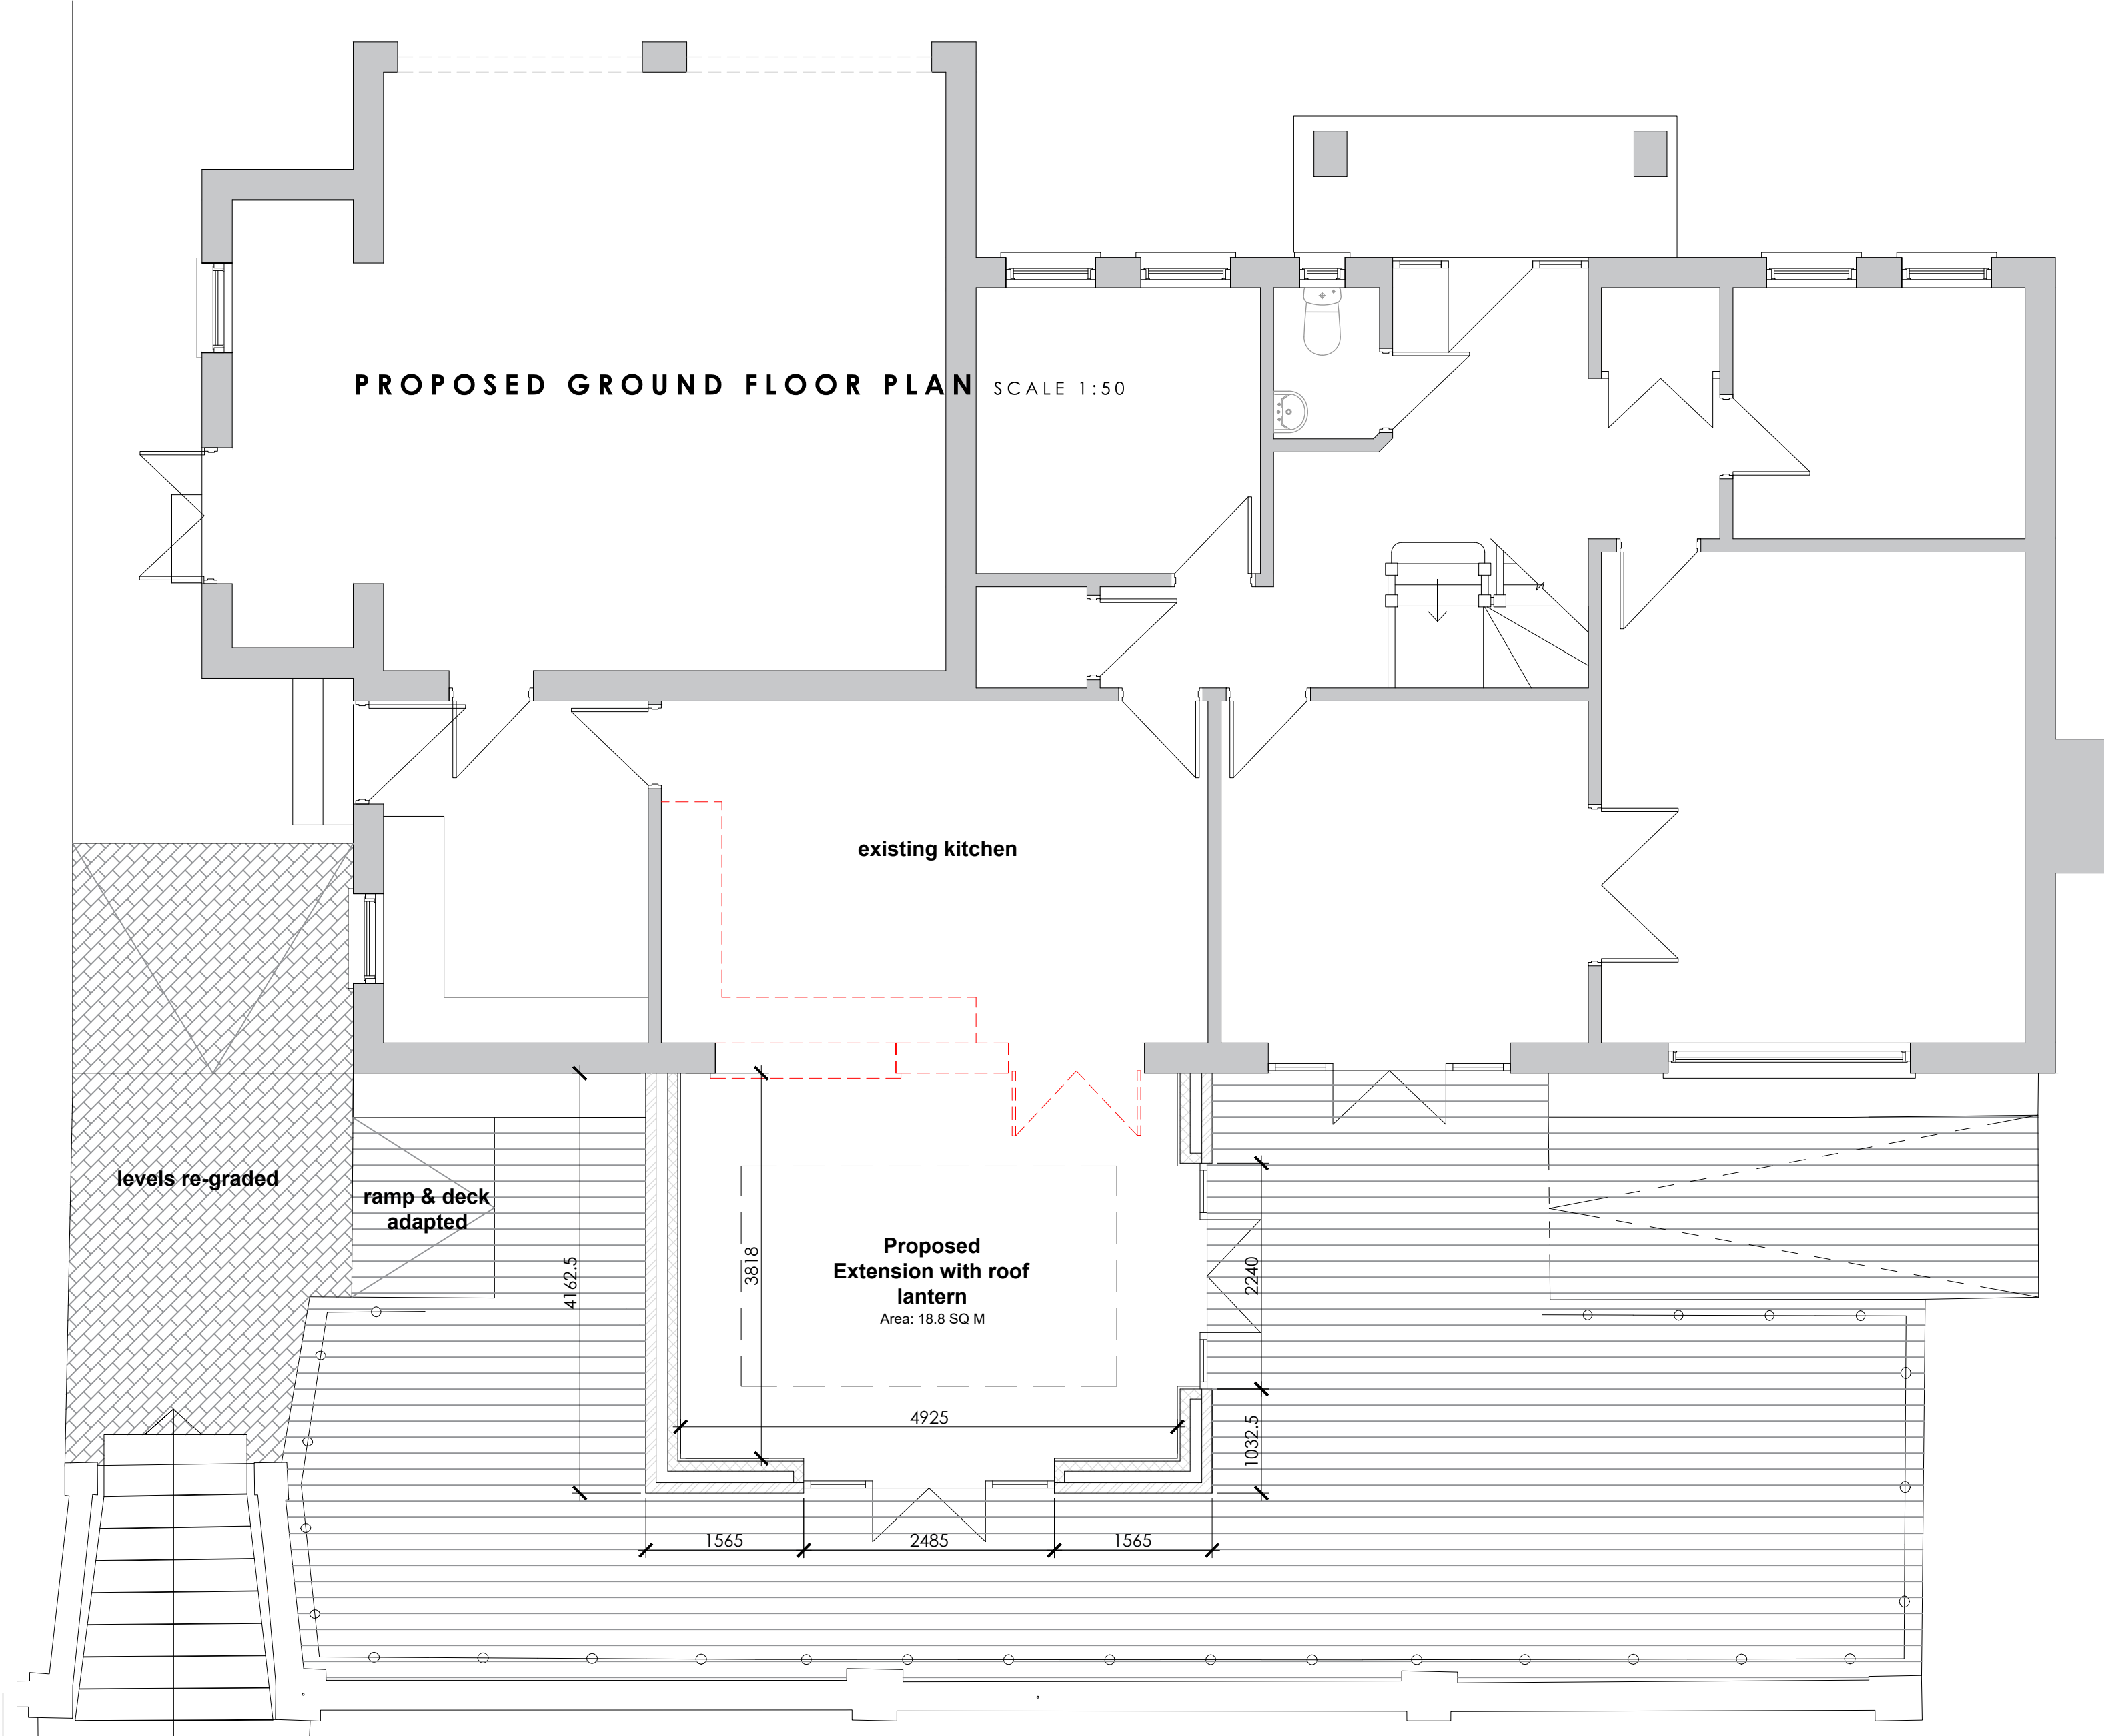 PROPOSED GROUND FLOOR PLAN SCALE 1:50
existing kitchen
levels re-graded
ramp & deck
adapted
4162.5
3818
Proposed
Extension with roof
lantern
Area: 18.8 SQ M
2240
4925
1032.5
1565
2485
1565